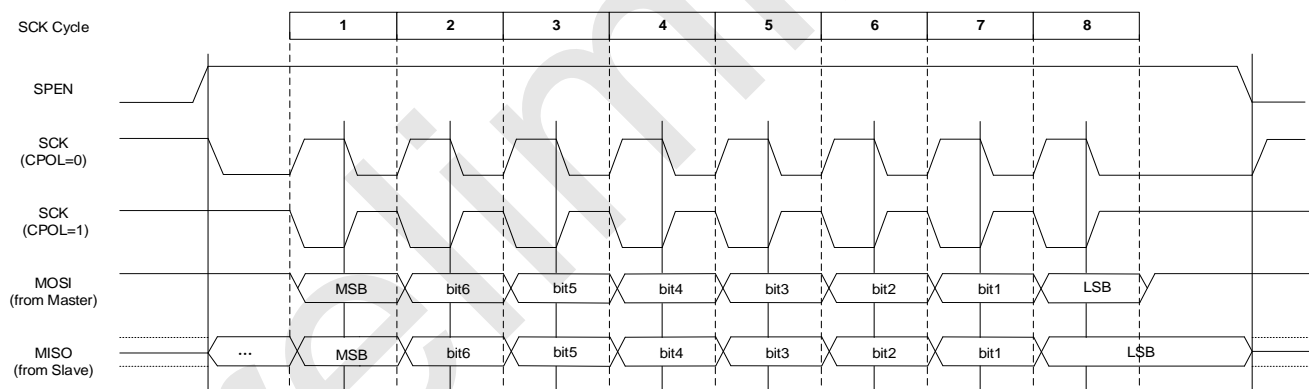 SCK Cycle 1 2 3 4 5 6 7 8
SPEN
SCK
(CPOL=0)
SCK
(CPOL=1)
MOSI
(from Master)
MSB bit6 bit5 bit4 bit3 bit2 bit1 LSB
MISO
(from Slave)
... MSB bit6 bit5 bit4 bit3 bit2 bit1 LSB
relim